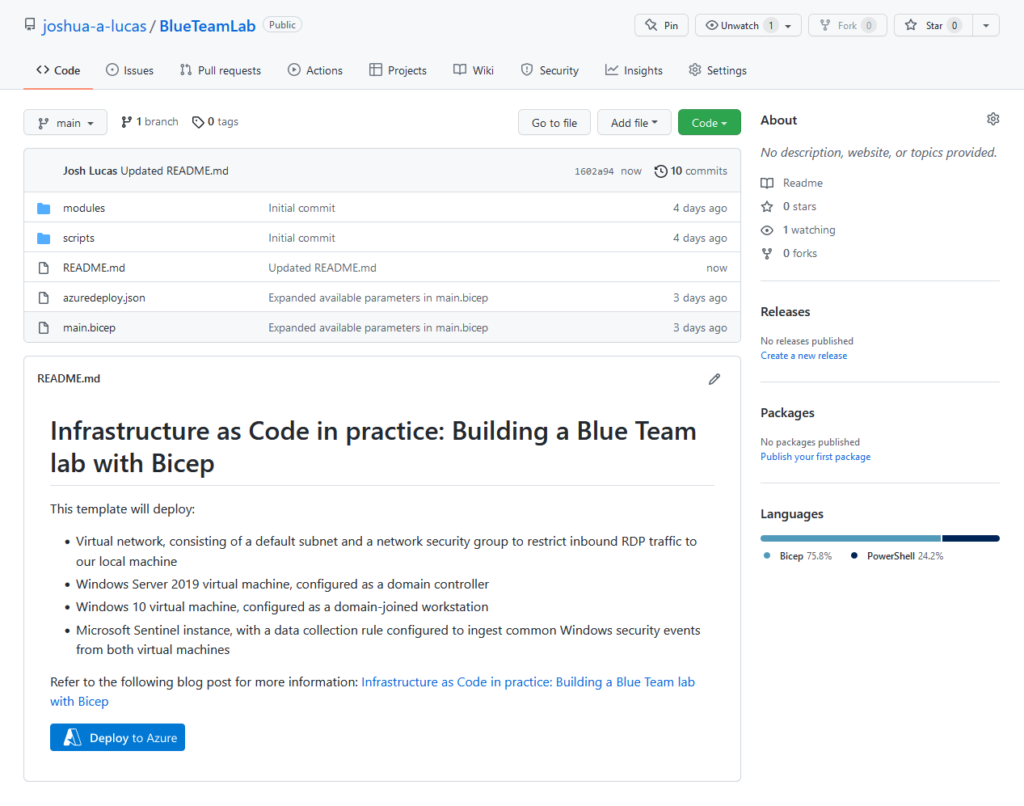 joshua-a-lucas / BlueTeamLab Public
Pin Unwatch 1 Fork 0 Star 0
Code Issues Pull requests Actions Projects Wiki Security Insights Settings
main 1 branch 0 tags Go to file Add file Code
Josh Lucas Updated README.md 1602a94 now 10 commits
modules Initial commit 4 days ago
scripts Initial commit 4 days ago
README.md Updated README.md now
azuredeploy.json Expanded available parameters in main.bicep 3 days ago
main.bicep Expanded available parameters in main.bicep 3 days ago
README.md
Infrastructure as Code in practice: Building a Blue Team
lab with Bicep
This template will deploy:
• Virtual network, consisting of a default subnet and a network security group to restrict inbound RDP traffic to
our local machine
• Windows Server 2019 virtual machine, configured as a domain controller
• Windows 10 virtual machine, configured as a domain-joined workstation
• Microsoft Sentinel instance, with a data collection rule configured to ingest common Windows security events
from both virtual machines
Refer to the following blog post for more information: Infrastructure as Code in practice: Building a Blue Team lab
with Bicep
Deploy to Azure
About
No description, website, or topics provided.
Readme
0 stars
1 watching
0 forks
Releases
No releases published
Create a new release
Packages
No packages published
Publish your first package
Languages
Bicep 75.8% PowerShell 24.2%